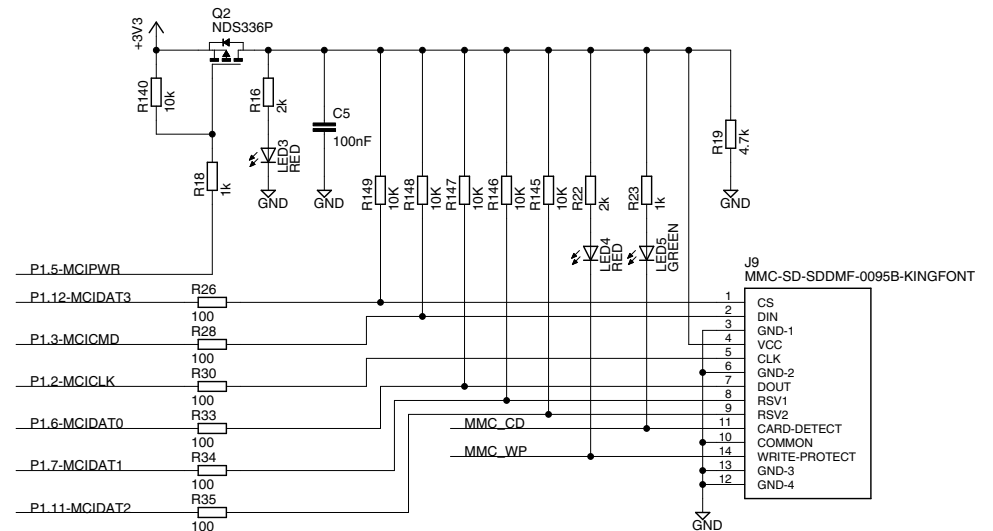 Q2
NDS336P
+3V3
R140
10k
R16
2k
C5
100nF
LED3
RED
GND
GND
R18
1k
R149
10K
R148
10K
R147
10K
R146
10K
R145
10K
R22
2k
R23
1k
R19
4.7k
GND
LED4
RED
LED5
GREEN
P1.5-MCIPWR
P1.12-MCIDAT3
R26
100
P1.3-MCICMD
R28
100
P1.2-MCICLK
R30
100
P1.6-MCIDAT0
R33
100
P1.7-MCIDAT1
R34
100
P1.11-MCIDAT2
R35
100
MMC_CD
MMC_WP
J9
MMC-SD-SDDMF-0095B-KINGFONT
1 CS
2 DIN
3 GND-1
4 VCC
5 CLK
6 GND-2
7 DOUT
8 RSV1
9 RSV2
11 CARD-DETECT
10 COMMON
14 WRITE-PROTECT
13 GND-3
12 GND-4
GND